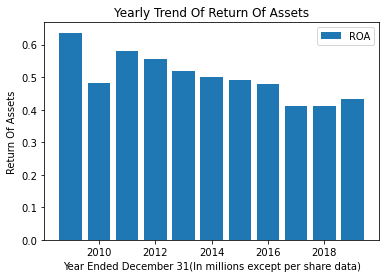 Yearly Trend Of Return Of Assets
ROA
0.6
0.5
0.4
0.3
0.2
0.1
0.0
Return Of Assets
2010 2012 2014 2016 2018
Year Ended December 31(In millions except per share data)